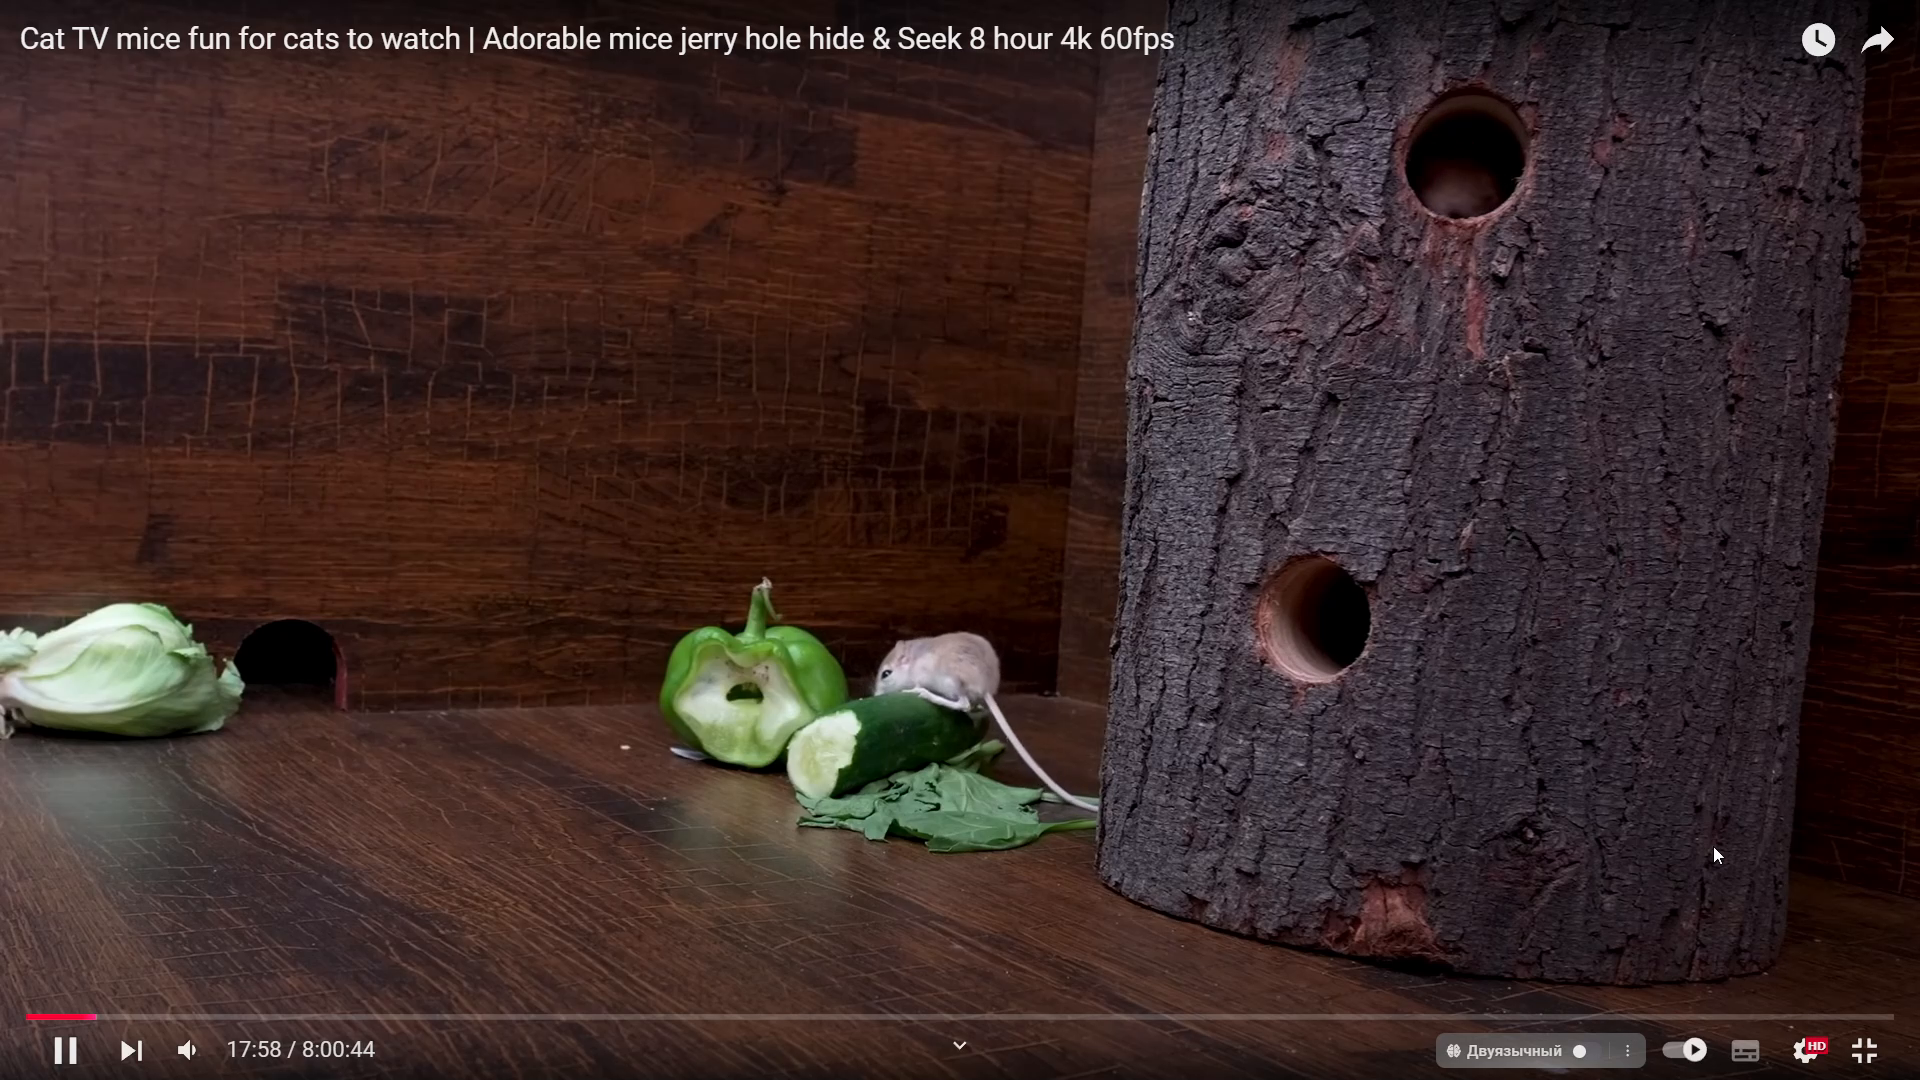 Cat TV mice fun for cats to watch | Adorable mice jerry hole hide & Seek 8 hour 4k 60fps
17:58 / 8:00:44
Двуязычный
HD